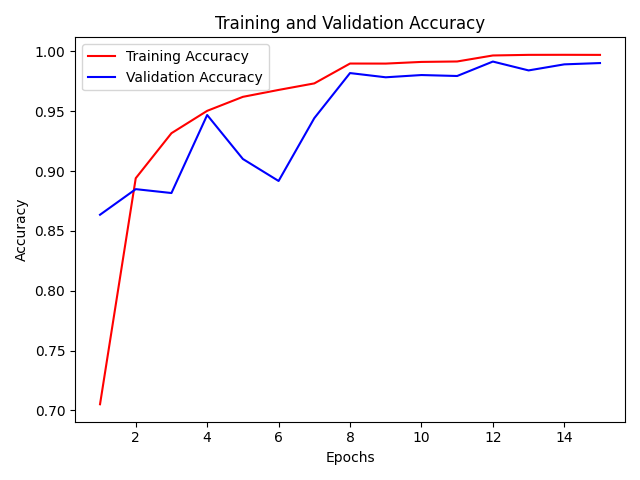 Training and Validation Accuracy
Training Accuracy
Validation Accuracy
1.00
0.95
0.90
0.85
0.80
0.75
0.70
Accuracy
2 4 6 8 10 12 14
Epochs